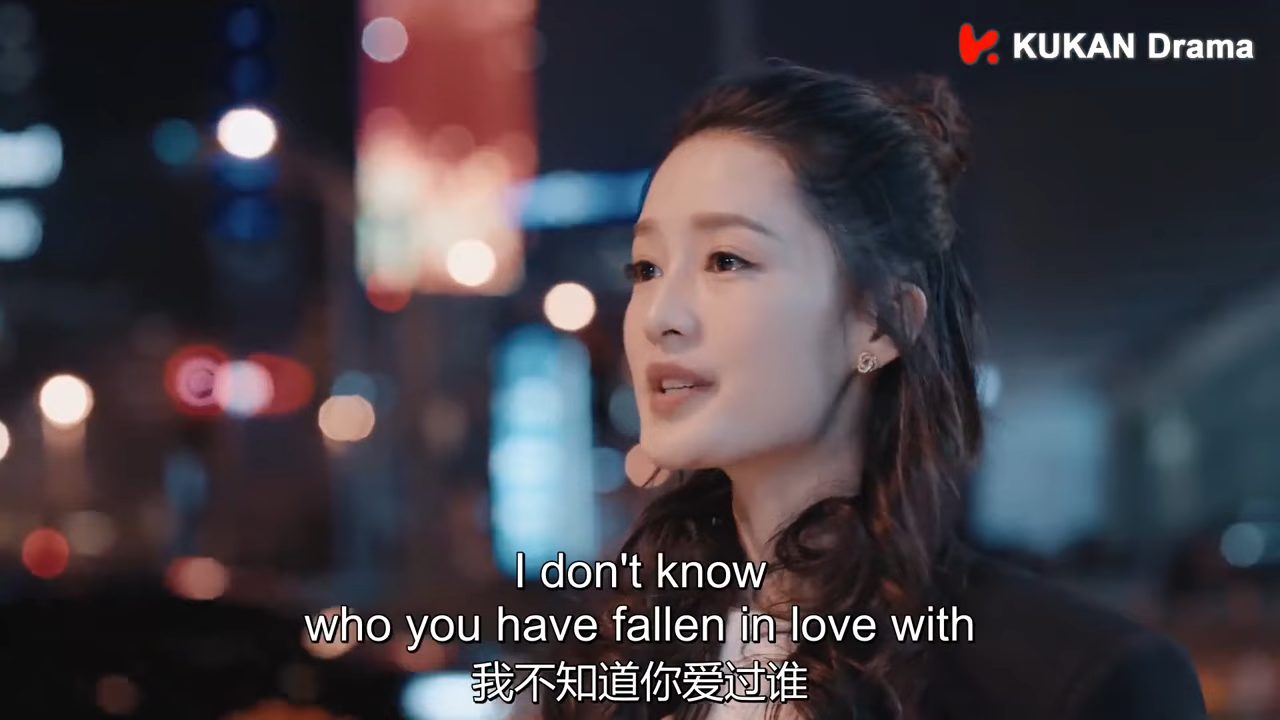 KUKAN Drama
I don't know
who you have fallen in love with
我不知道你爱过谁